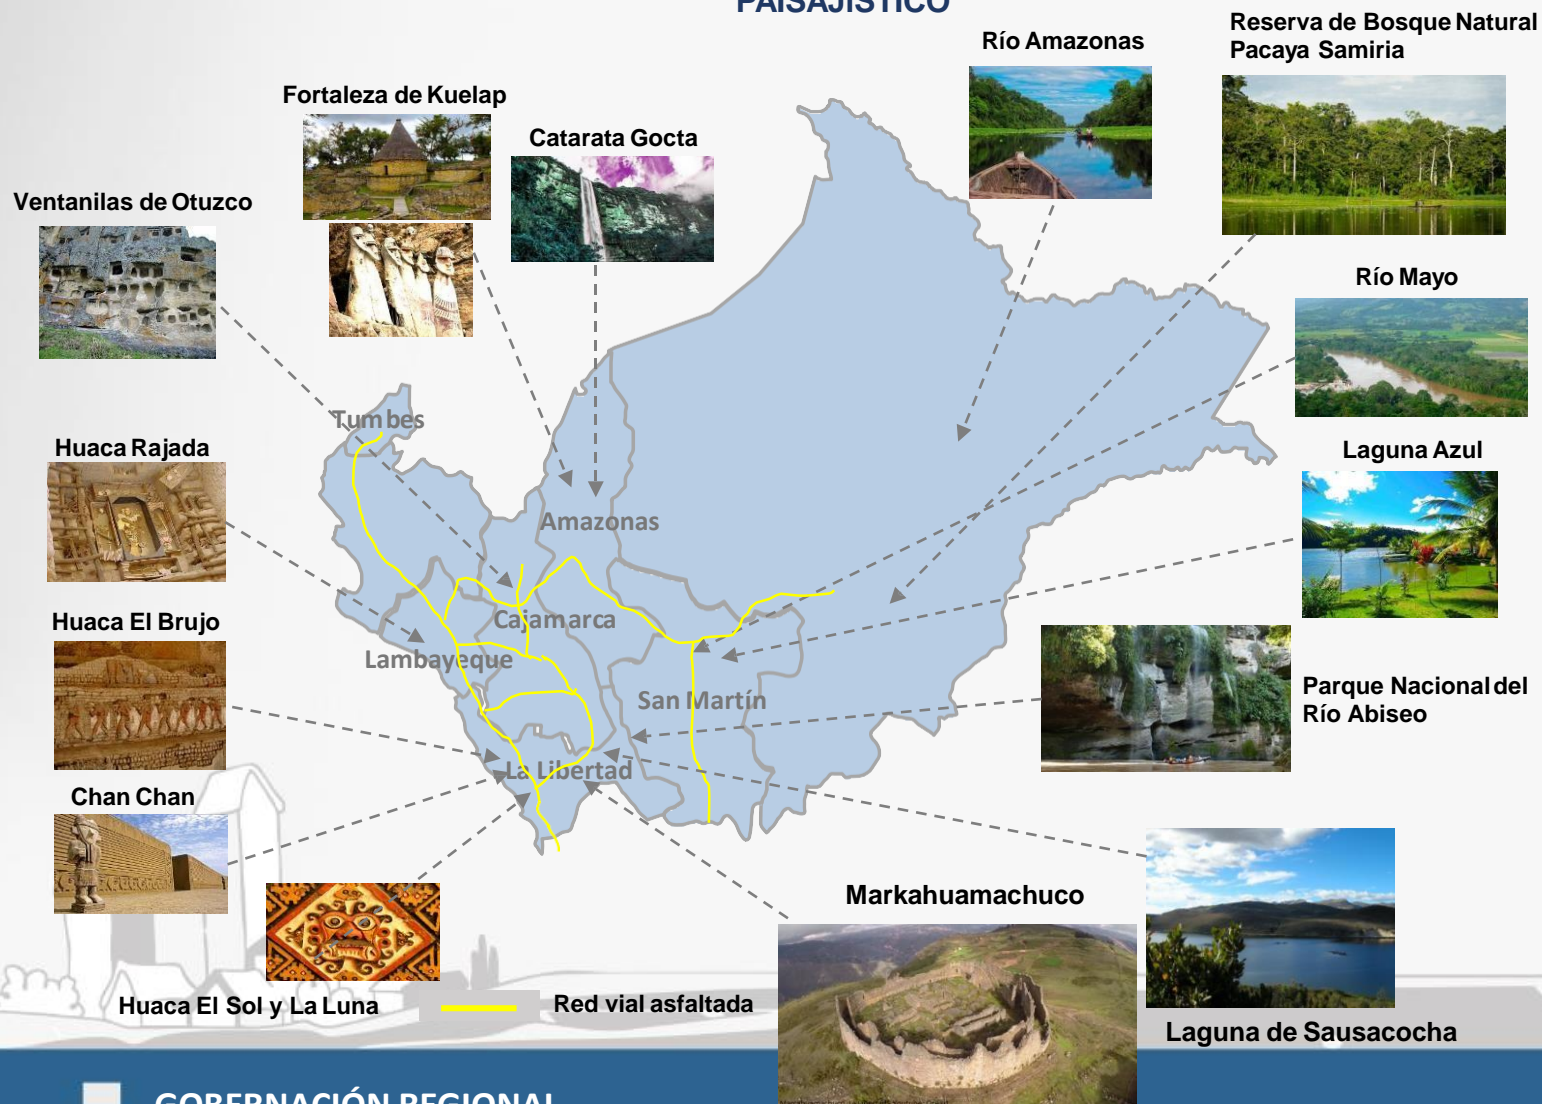 PAISAJÍSTICO
Río Amazonas
Reserva de Bosque Natural
Pacaya Samiria
Fortaleza de Kuelap
Catarata Gocta
Ventanilas de Otuzco
Río Mayo
Tumbes
Huaca Rajada
Laguna Azul
Amazonas
Huaca El Brujo
Cajamarca
Lambayeque
San Martín
Parque Nacional del
Río Abiseo
La Libertad
Chan Chan
Markahuamachuco
Huaca El Sol y La Luna
Red vial asfaltada
Laguna de Sausacocha
GOBERNACIÓN REGIONAL